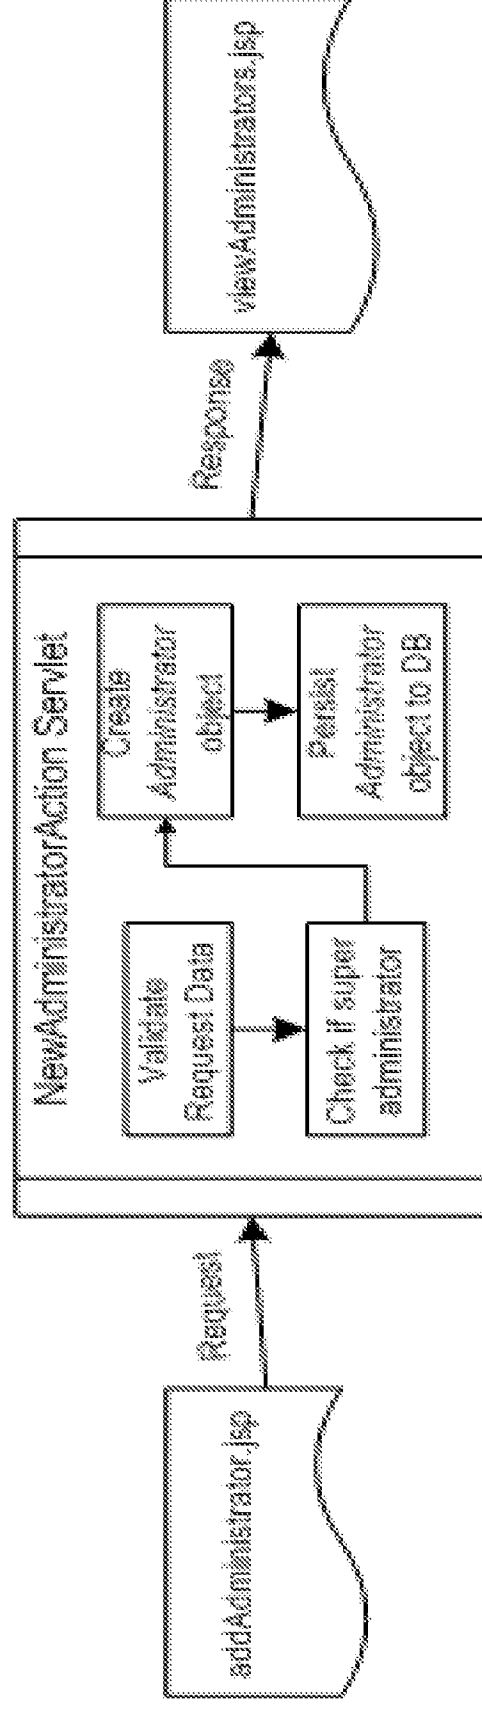 addAdministrator.jsp
Request
NewAdministratorAction Servlet
Validate
Request Data
Check if super
administrator
Create
Administrator
object
Persist
Administrator
object to DB
Response
viewAdministrators.jsp